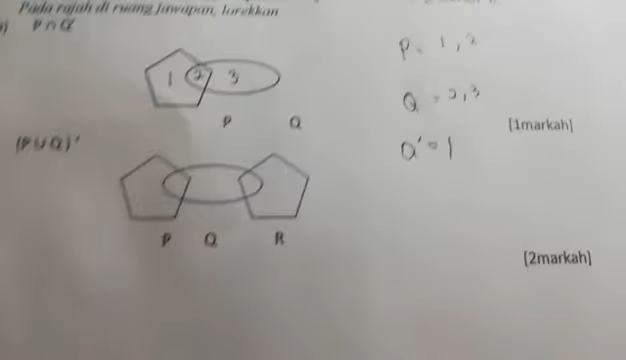 Pada rajah di ruang jawapan, lorekkan
P ∩ Q'
1 2 3
P Q
P = 1, 2
Q = 2, 3
[1markah]
Q' = 1
(P ∪ Q)'
P Q R
[2markah]